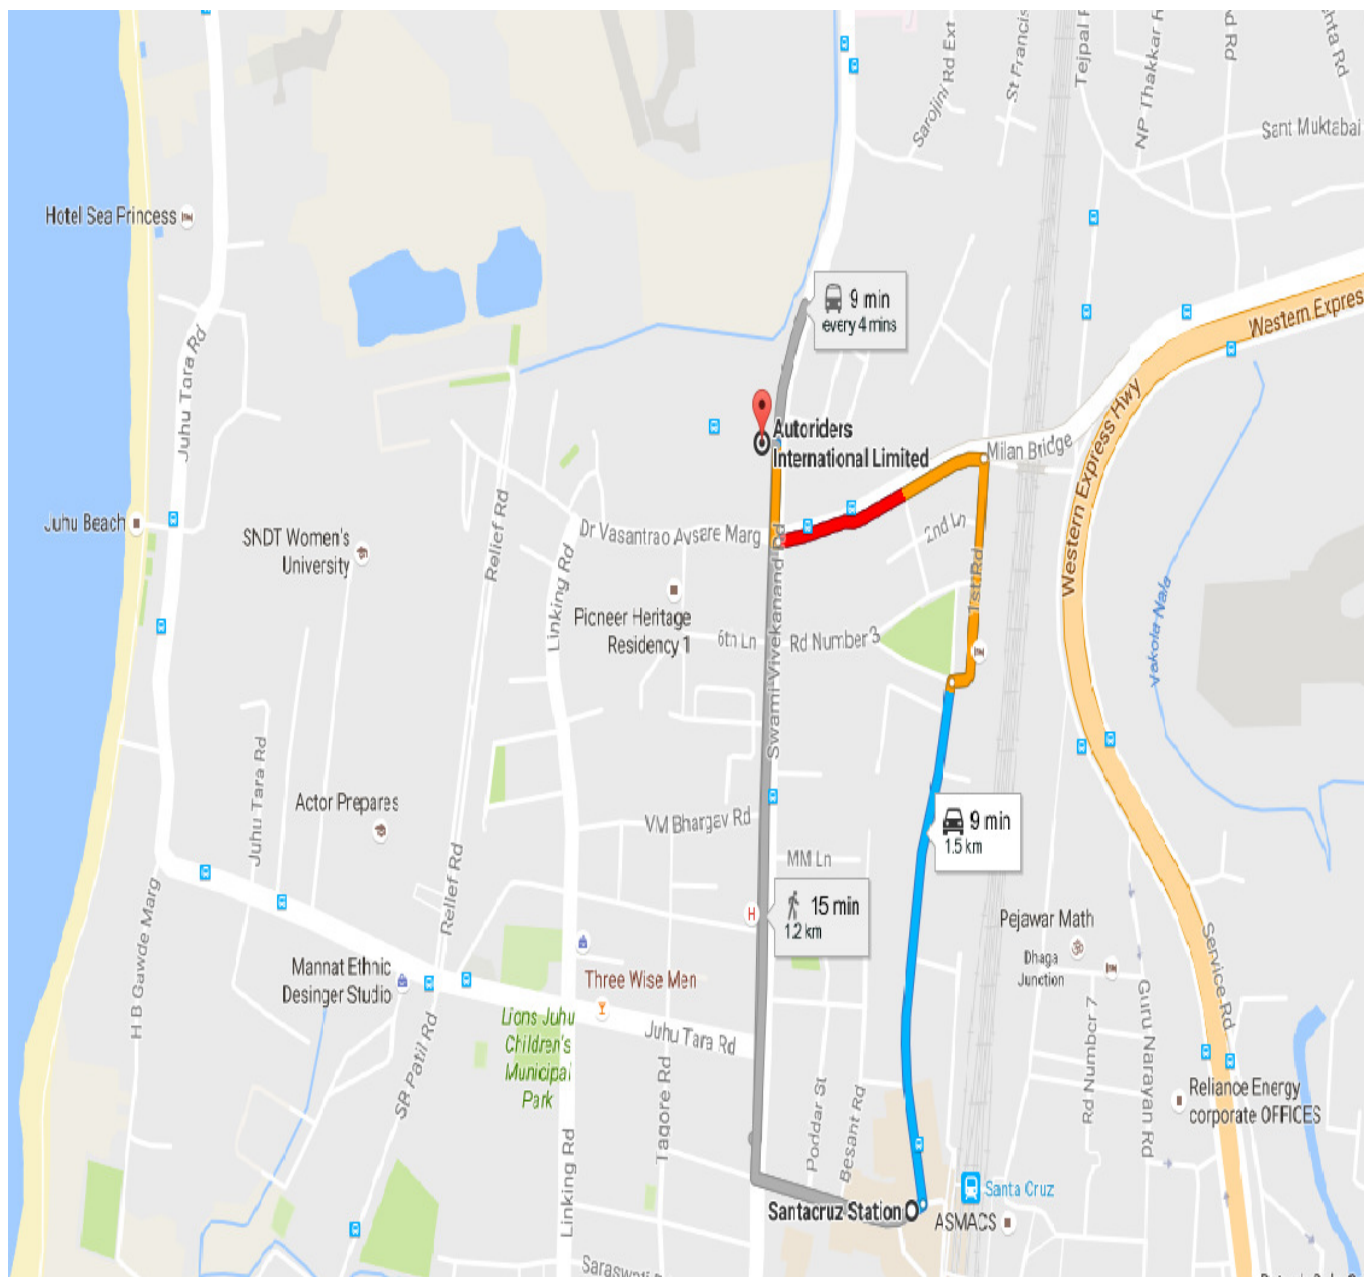 Sarojini Rd Ext
St Francis
Tejpal R
NP Thakkar R
od Rd
ehta Rd
Sant Muktabai
Hotel Sea Princess
9 min
every 4 mins
Western Expres
Juhu Tara Rd
Western Express Hwy
Autoriders
International Limited
Milan Bridge
Juhu Beach
SNDT Women's
University
Relief Rd
Dr Vasantrao Avsare Marg
2nd Ln
1st Rd
Linking Rd
Pioneer Heritage
Residency 1
6th Ln
Rd Number 3
Swami Vivekanand Rd
Vakola Nala
Juhu Tara Rd
Actor Prepares
VM Bhargav Rd
9 min
1.5 km
MM Ln
H B Gawde Marg
Relief Rd
15 min
1.2 km
Pejawar Math
Dhaga
Junction
Service Rd
Mannat Ethnic
Desinger Studio
Three Wise Men
Lions Juhu
Children's
Municipal
Park
Juhu Tara Rd
SR Patil Rd
Tagore Rd
Poddar St
Besant Rd
Rd Number 7
Guru Narayan Rd
Reliance Energy
corporate OFFICES
Linking Rd
Santacruz Station
Santa Cruz
ASMACS
H
Saraswati